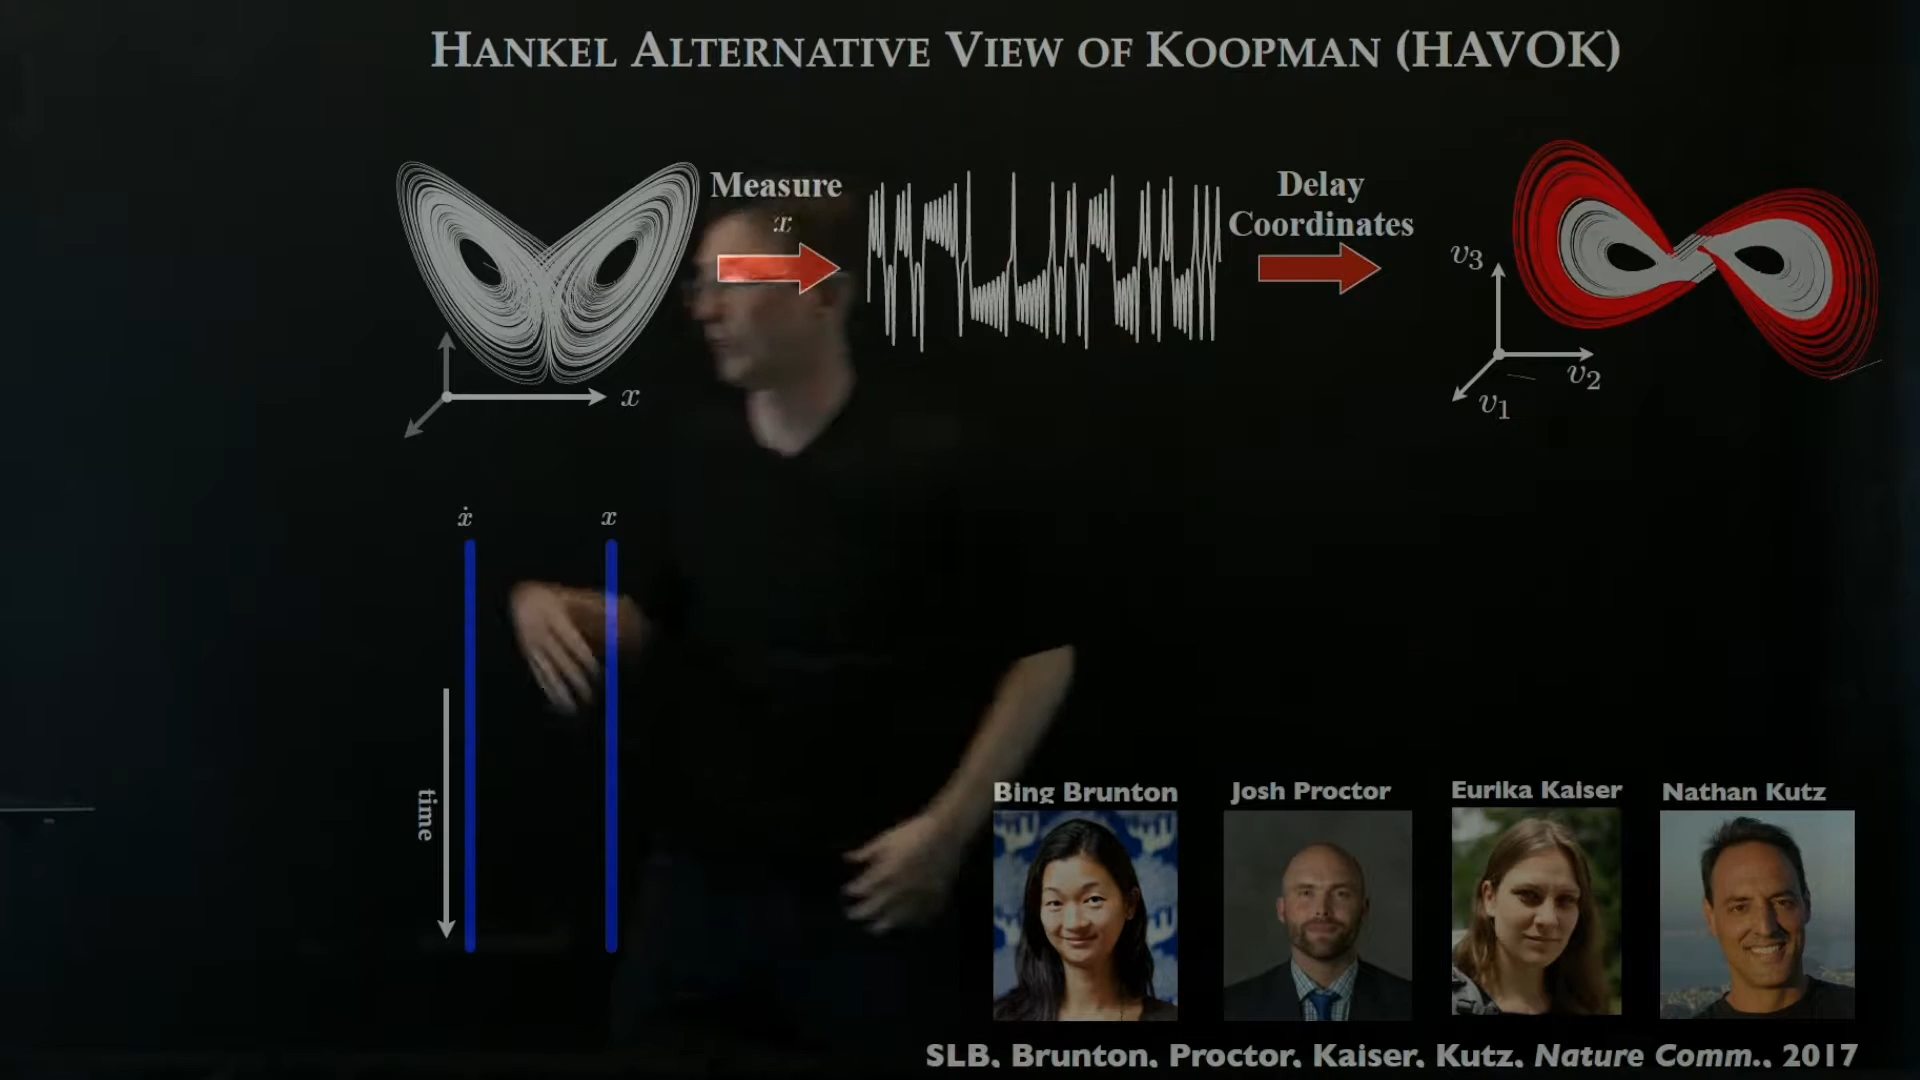 HANKEL ALTERNATIVE VIEW OF KOOPMAN (HAVOK)
Measure
x
Delay
Coordinates
v3
v2
v1
x
ẋ
x
time
Bing Brunton
Josh Proctor
Eurika Kaiser
Nathan Kutz
SLB, Brunton, Proctor, Kaiser, Kutz, Nature Comm., 2017